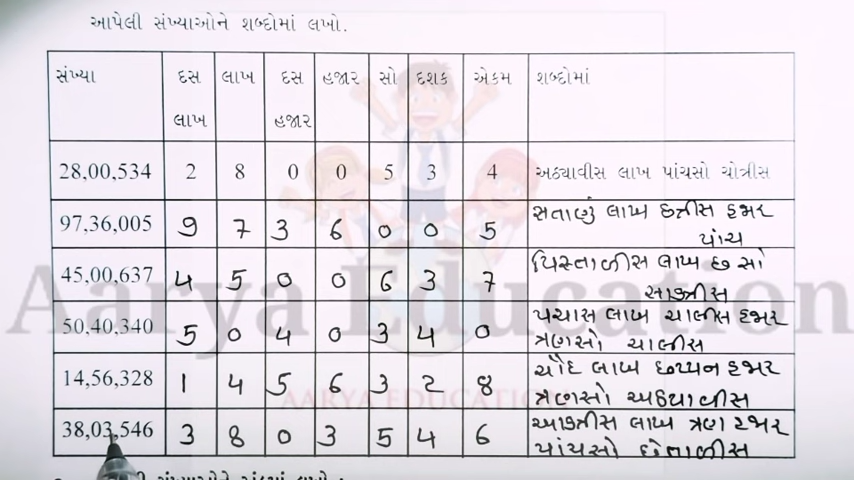 આપેલી સંખ્યાઓને શબ્દોમાં લખો.
સંખ્યા દસ લાખ લાખ દસ હજાર હજાર સો દશક એકમ શબ્દોમાં
28,00,534 2 8 0 0 5 3 4 અઠ્યાવીસ લાખ પાંચસો ચોત્રીસ
97,36,005 9 7 3 6 0 0 5 સતાણું લાખ છત્રીસ હજાર
પાંચ
45,00,637 4 5 0 0 6 3 7 પિસ્તાળીસ લાખ છ સો
સાડત્રીસ
50,40,340 5 0 4 0 3 4 0 પચાસ લાખ ચાલીસ હજાર
ત્રણસો ચાલીસ
14,56,328 1 4 5 6 3 2 8 ચૌદ લાખ છપ્પન હજાર
ત્રણસો અઠયાવીસ
38,03,546 3 8 0 3 5 4 6 આડત્રીસ લાખ ત્રણ હજાર
પાંચસો છેતાળીસ
Aarya Education
AARYA EDUCATION